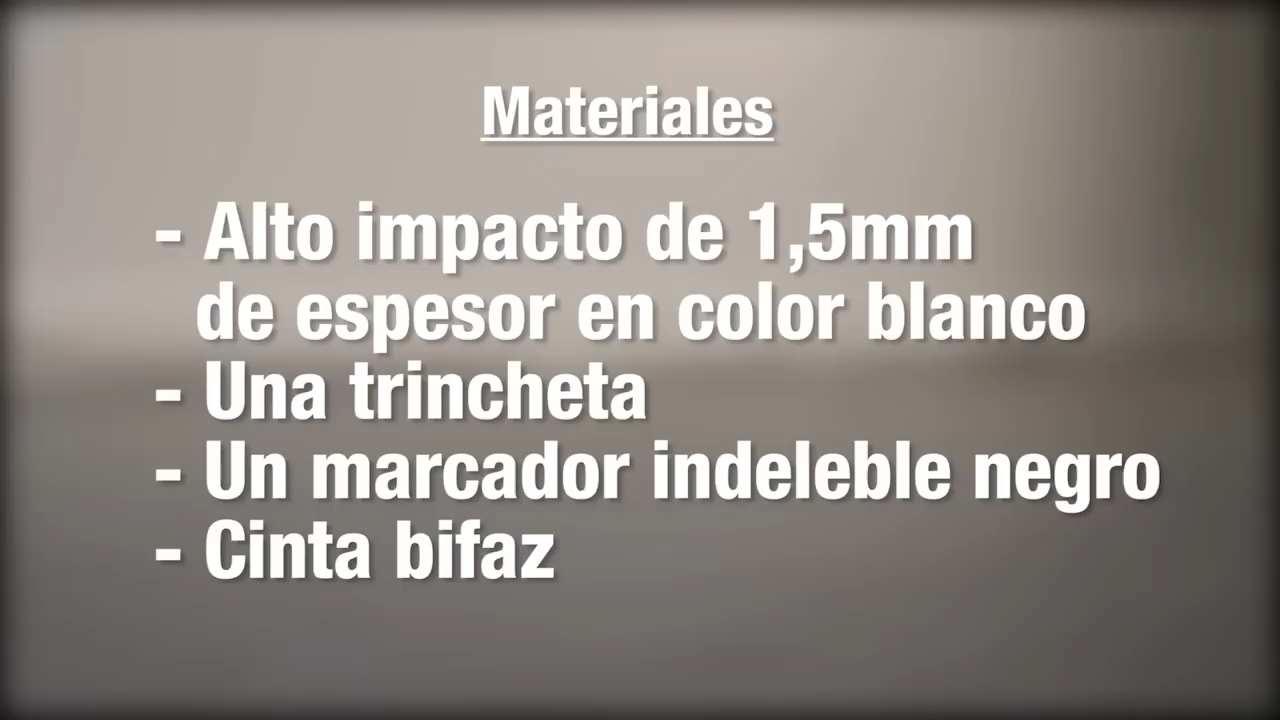 Materiales
- Alto impacto de 1,5mm
de espesor en color blanco
- Una trincheta
- Un marcador indeleble negro
- Cinta bifaz